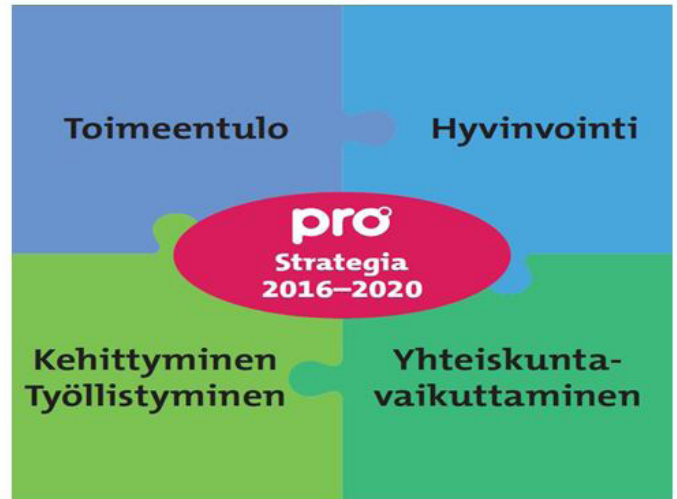 Toimeentulo
Hyvinvointi
pro
Strategia
2016–2020
Kehittyminen
Työllistyminen
Yhteiskunta-
vaikuttaminen